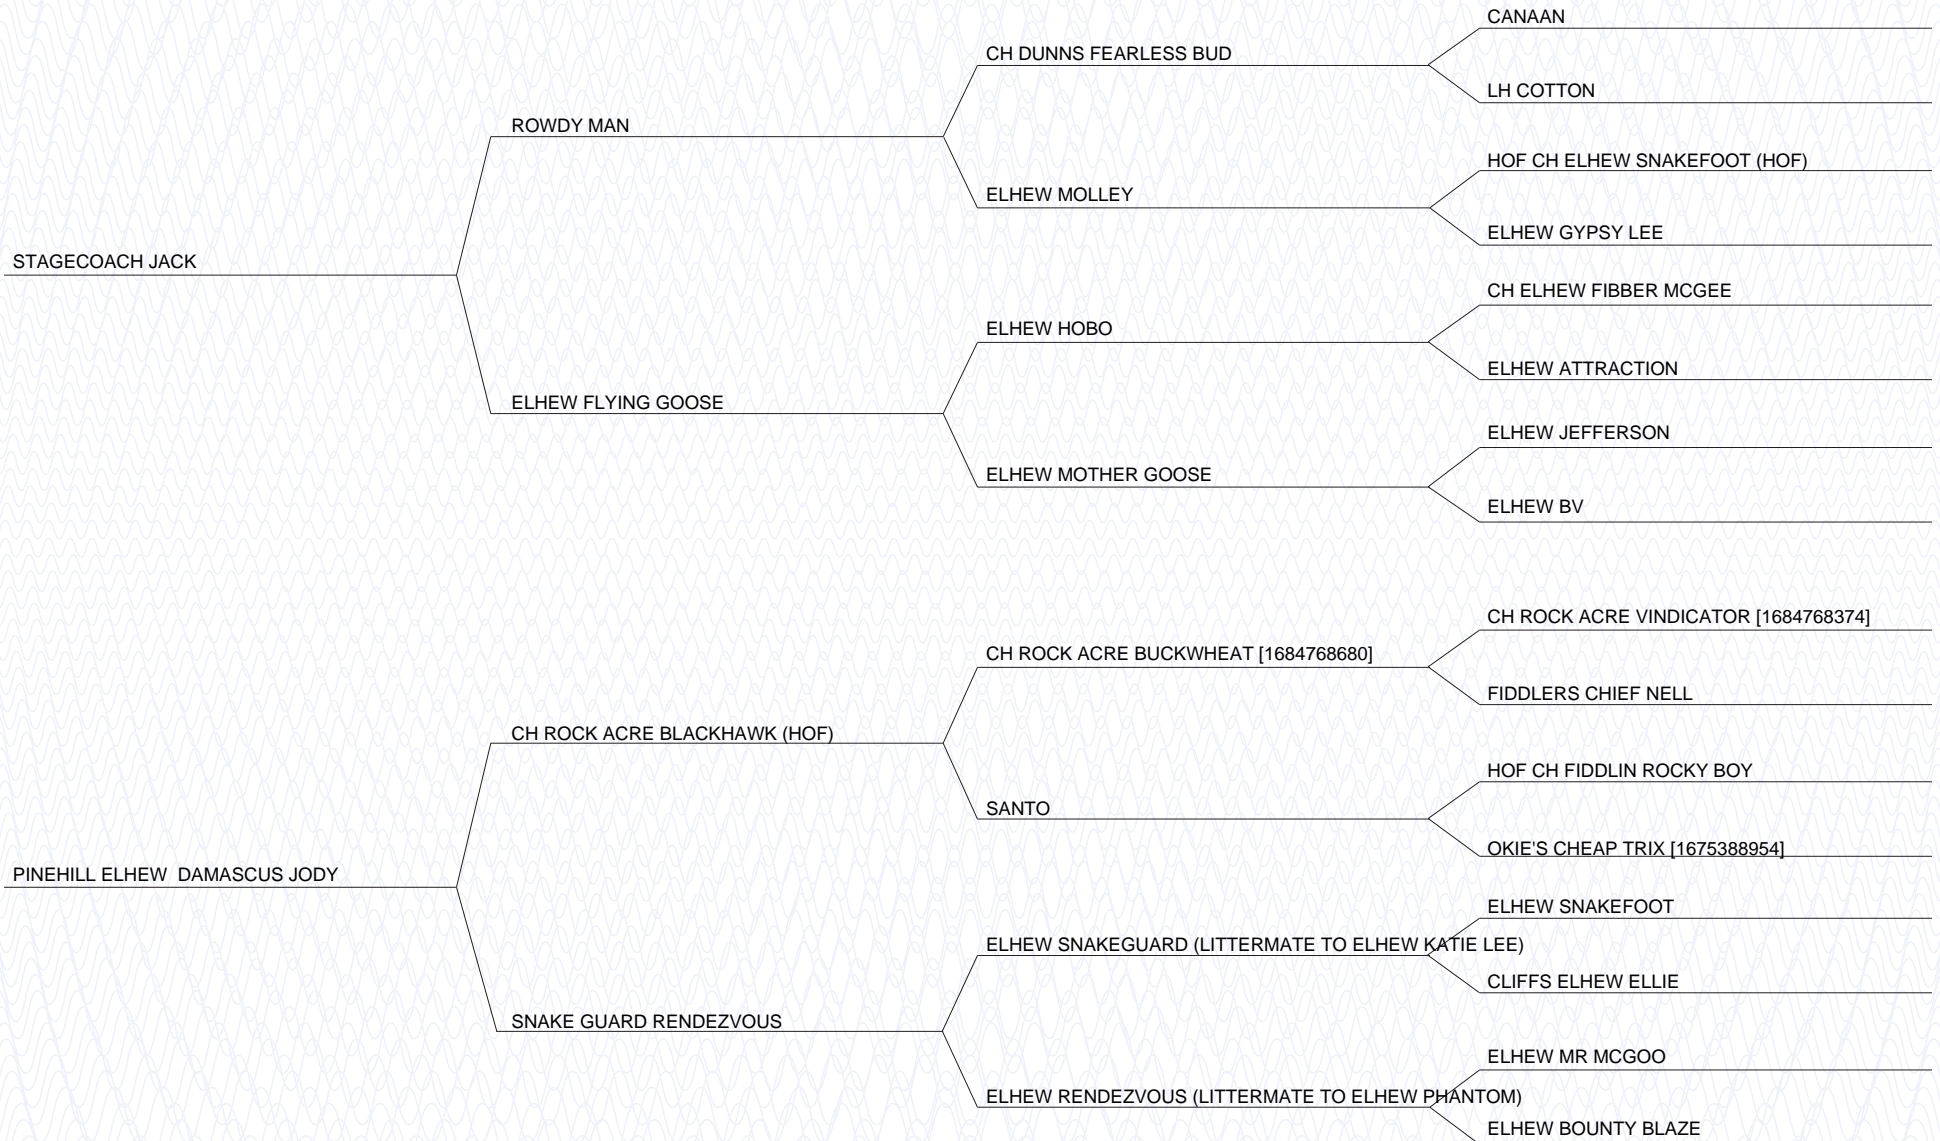 CANAAN
CH DUNNS FEARLESS BUD
LH COTTON
ROWDY MAN
HOF CH ELHEW SNAKEFOOT (HOF)
ELHEW MOLLEY
ELHEW GYPSY LEE
STAGECOACH JACK
CH ELHEW FIBBER MCGEE
ELHEW HOBO
ELHEW ATTRACTION
ELHEW FLYING GOOSE
ELHEW JEFFERSON
ELHEW MOTHER GOOSE
ELHEW BV
CH ROCK ACRE VINDICATOR [1684768374]
CH ROCK ACRE BUCKWHEAT [1684768680]
FIDDLERS CHIEF NELL
CH ROCK ACRE BLACKHAWK (HOF)
HOF CH FIDDLIN ROCKY BOY
SANTO
OKIE'S CHEAP TRIX [1675388954]
PINEHILL ELHEW  DAMASCUS JODY
ELHEW SNAKEFOOT
ELHEW SNAKEGUARD (LITTERMATE TO ELHEW KATIE LEE)
CLIFFS ELHEW ELLIE
SNAKE GUARD RENDEZVOUS
ELHEW MR MCGOO
ELHEW RENDEZVOUS (LITTERMATE TO ELHEW PHANTOM)
ELHEW BOUNTY BLAZE